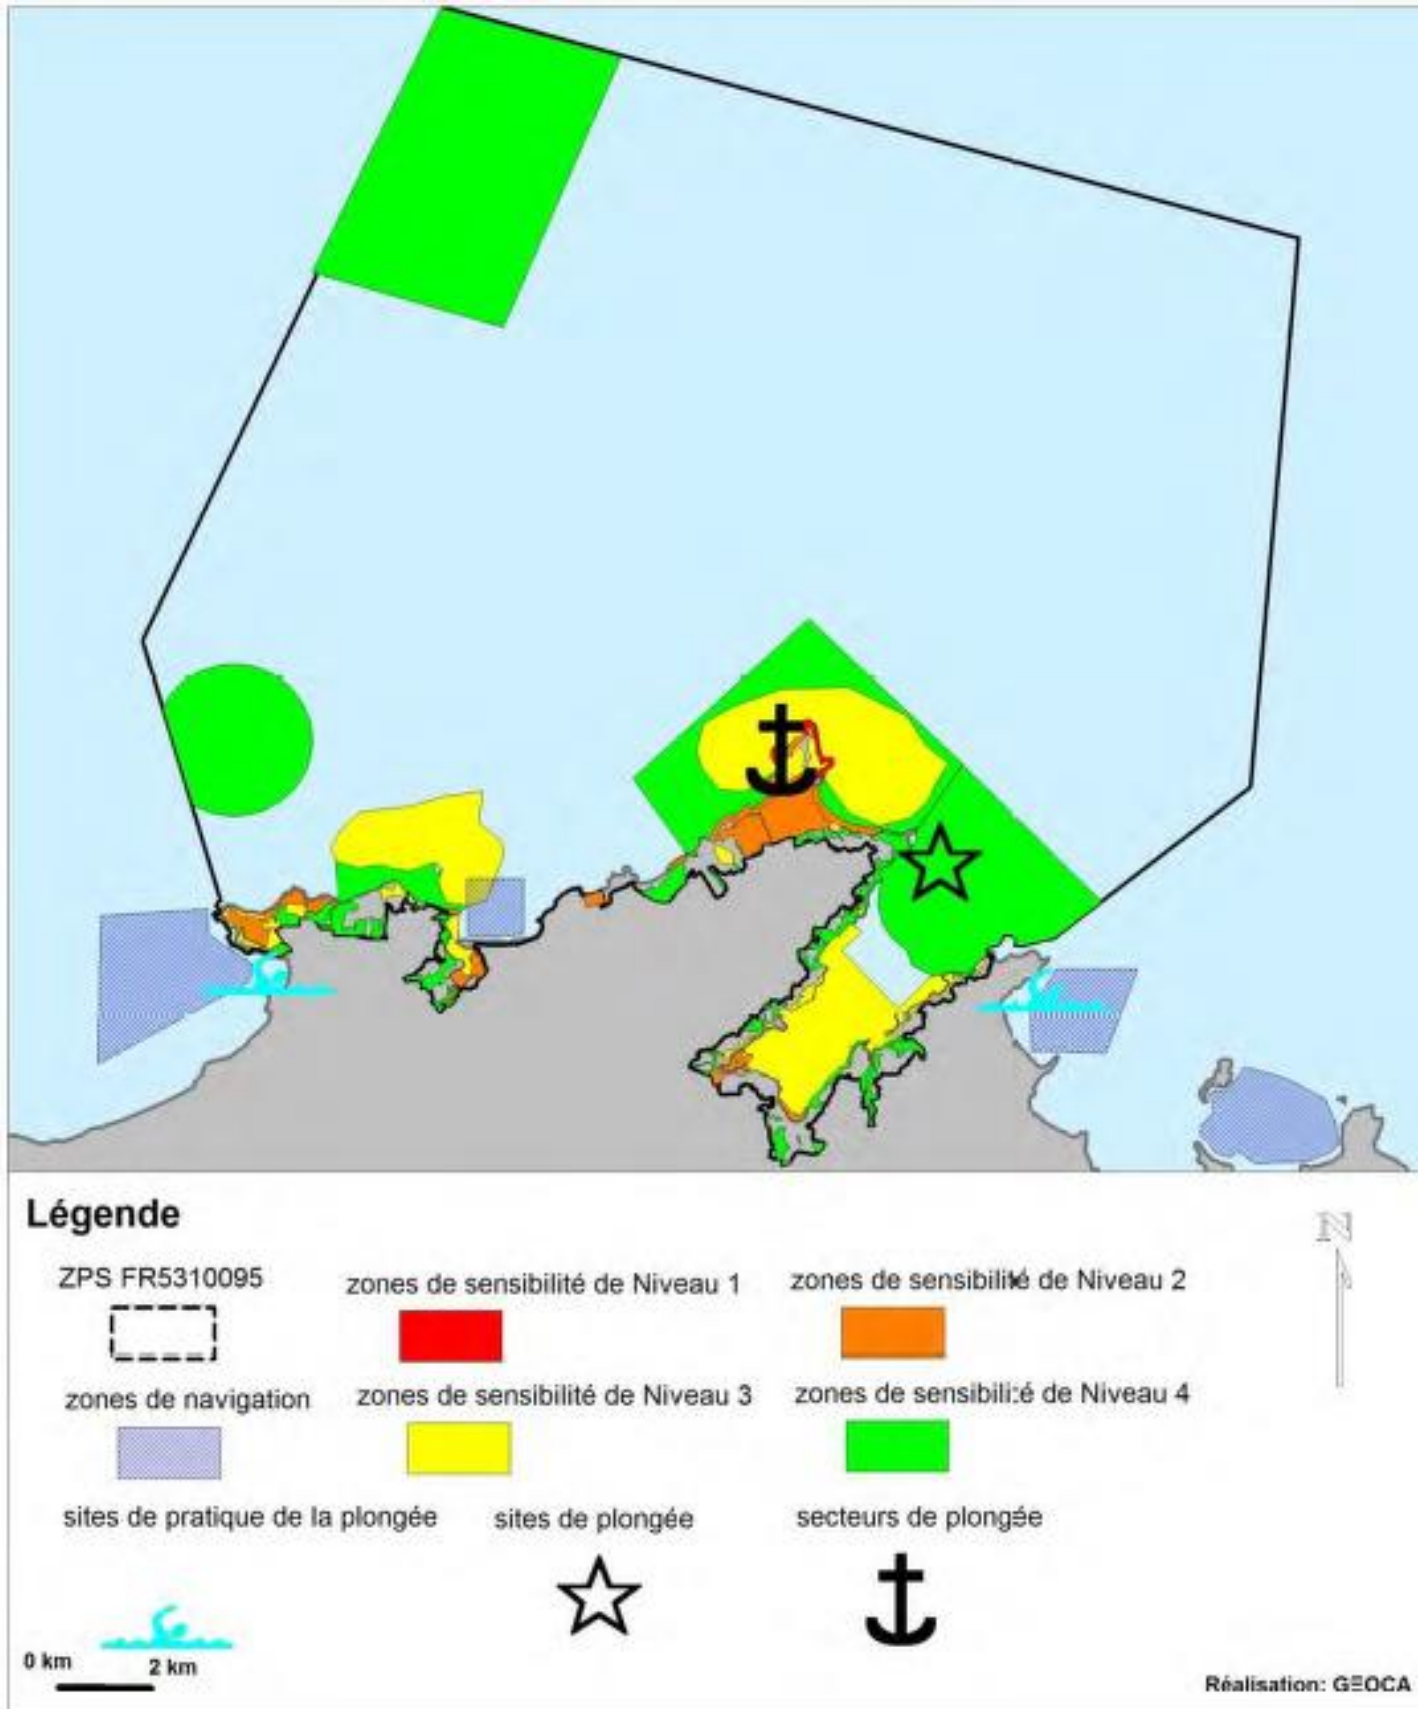 Légende
ZPS FR5310095
zones de sensibilité de Niveau 1
zones de sensibilité de Niveau 2
zones de navigation
zones de sensibilité de Niveau 3
zones de sensibilité de Niveau 4
sites de pratique de la plongée
sites de plongée
secteurs de plongée
0 km
2 km
N
Réalisation: GEOCA